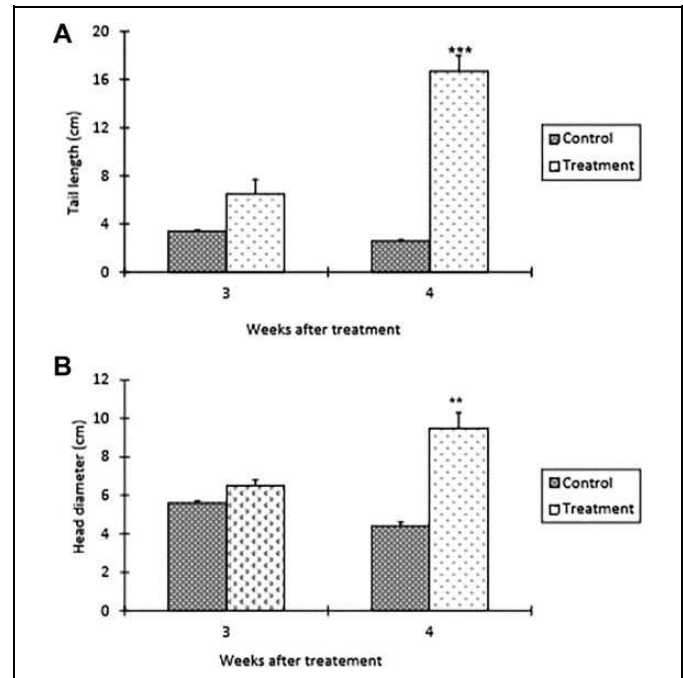 A
20
16
12
8
4
0
Tail length (cm)
***
3
4
Weeks after treatment
Control
Treatment
B
12
10
8
6
4
2
0
Head diameter (cm)
**
3
4
Weeks after treatement
Control
Treatment